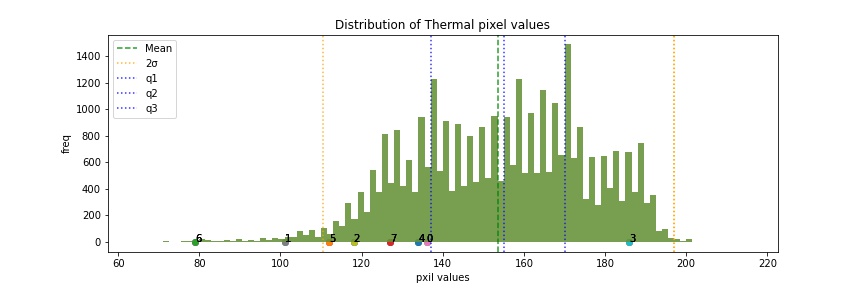 Distribution of Thermal pixel values
Mean
2σ
q1
q2
q3
freq
1400
1200
1000
800
600
400
200
0
6 1 5 2 7 4 0 3
60 80 100 120 140 160 180 200 220
pxil values